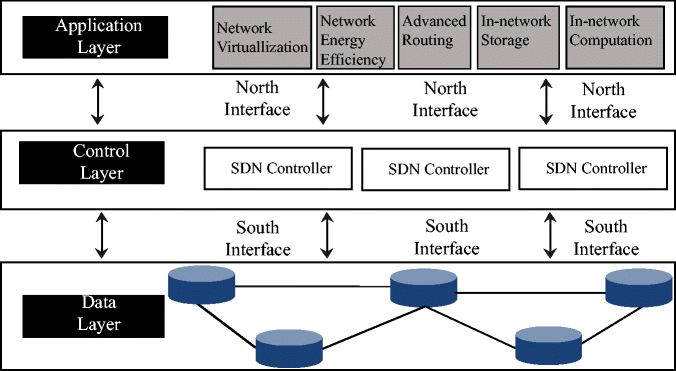 Application
Layer
Network
Virtuallization
Network
Energy
Efficiency
Advanced
Routing
In-network
Storage
In-network
Computation
North
Interface
North
Interface
North
Interface
Control
Layer
SDN Controller
SDN Controller
SDN Controller
South
Interface
South
Interface
South
Interface
Data
Layer